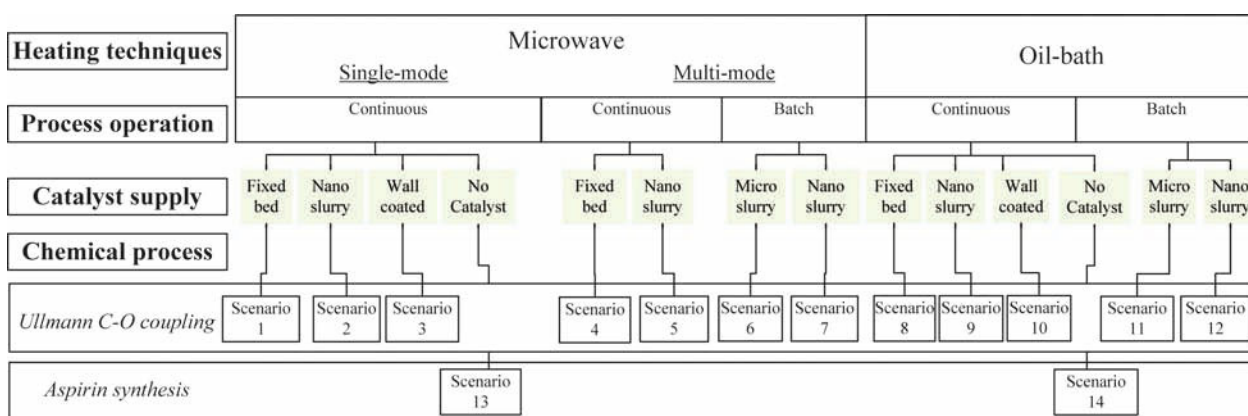 Heating techniques
Microwave
Oil-bath
Single-mode
Multi-mode
Process operation
Continuous
Continuous
Batch
Continuous
Batch
Catalyst supply
Fixed
bed
Nano
slurry
Wall
coated
No
Catalyst
Fixed
bed
Nano
slurry
Micro
slurry
Nano
slurry
Fixed
bed
Nano
slurry
Wall
coated
No
Catalyst
Micro
slurry
Nano
slurry
Chemical process
Ullmann C-O coupling
Scenario
1
Scenario
2
Scenario
3
Scenario
4
Scenario
5
Scenario
6
Scenario
7
Scenario
8
Scenario
9
Scenario
10
Scenario
11
Scenario
12
Aspirin synthesis
Scenario
13
Scenario
14